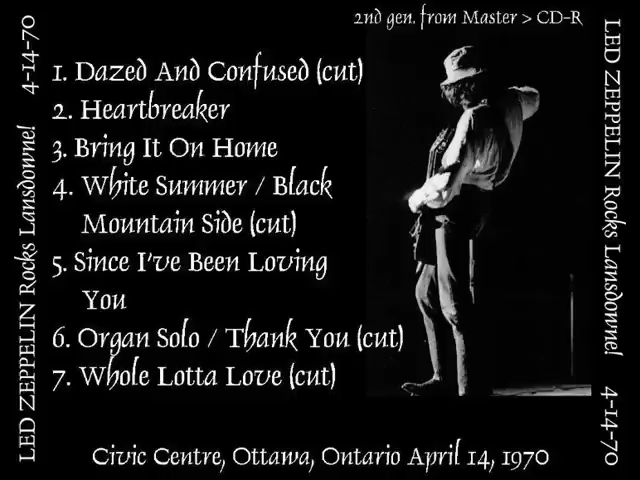 2nd gen. from Master > CD-R
1. Dazed And Confused (cut)
2. Heartbreaker
3. Bring It On Home
4. White Summer / Black
Mountain Side (cut)
5. Since I've Been Loving
You
6. Organ Solo / Thank You (cut)
7. Whole Lotta Love (cut)
Civic Centre, Ottawa, Ontario April 14, 1970
LED ZEPPELIN Rocks Lansdowne! 4-14-70
LED ZEPPELIN Rocks Lansdowne! 4-14-70